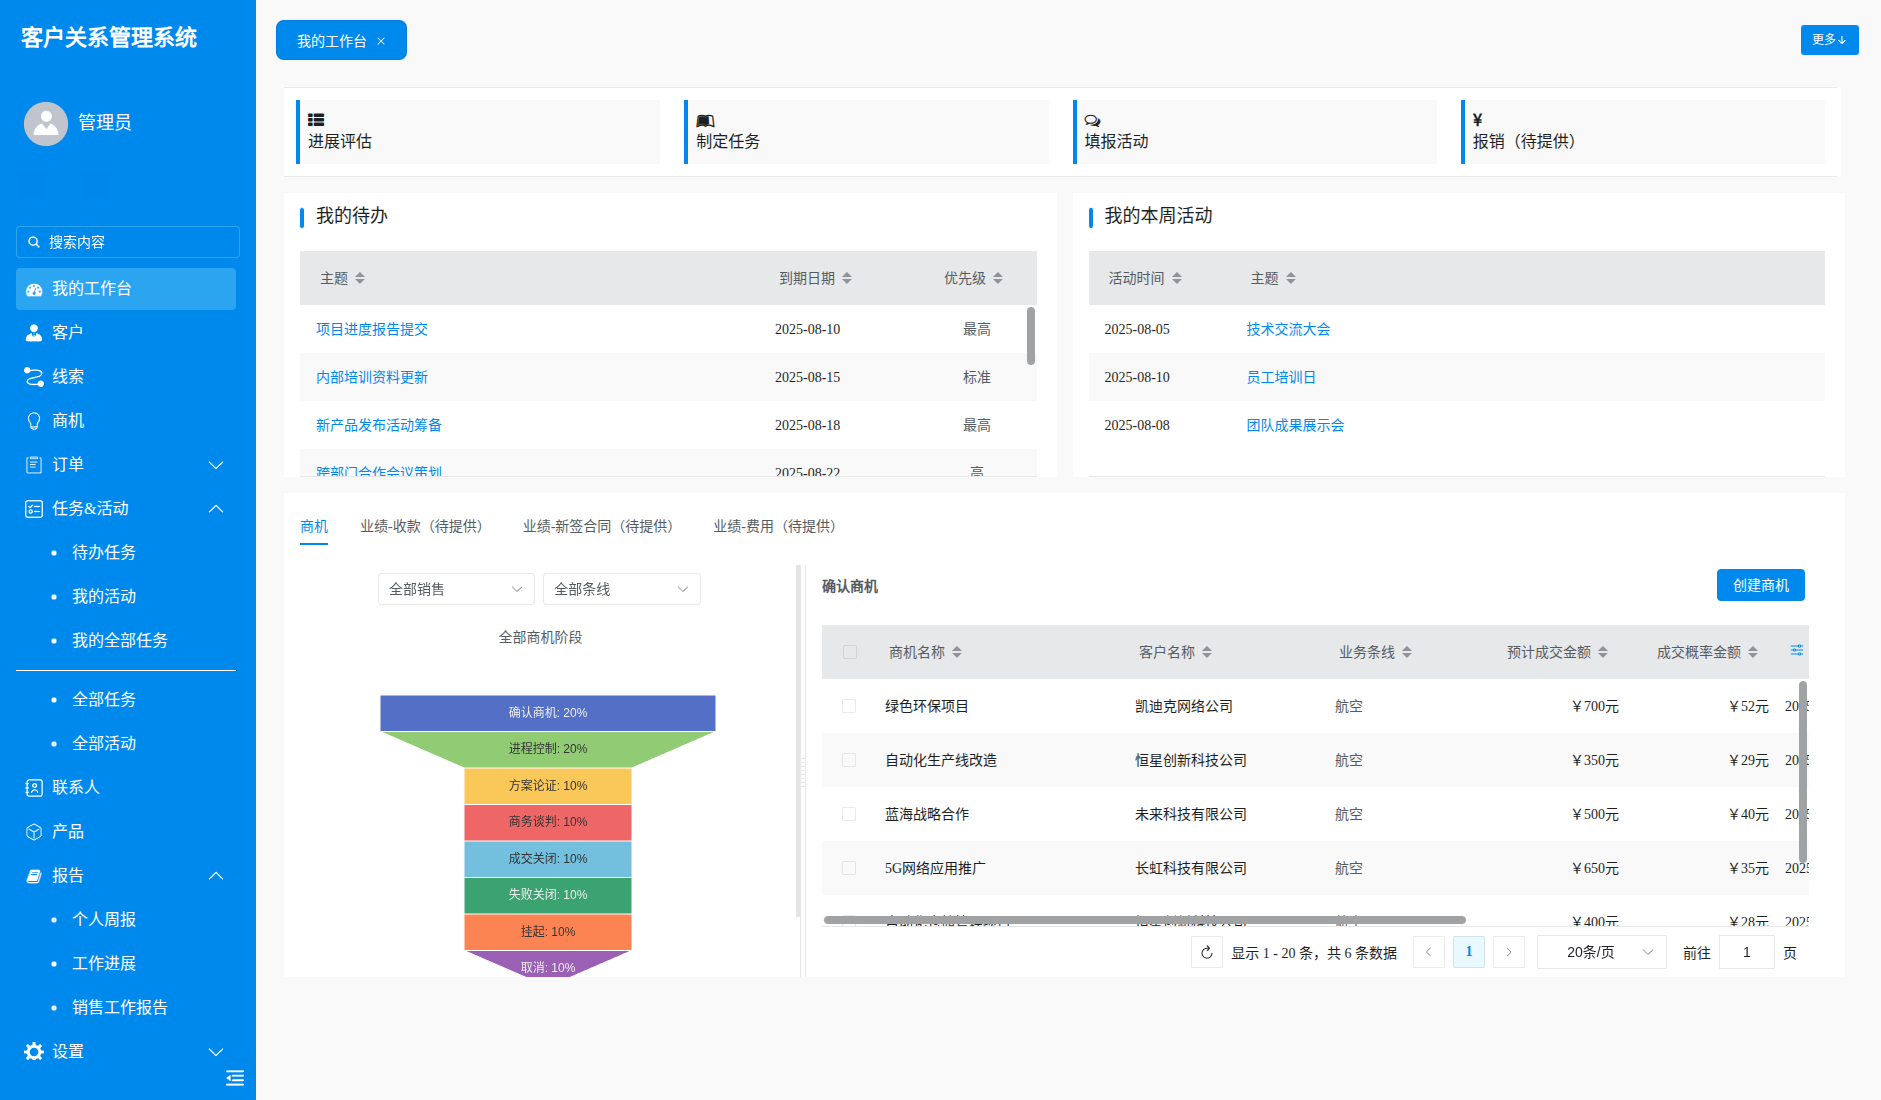 客户关系管理系统
管理员
搜索内容
我的工作台
客户
线索
商机
订单
任务&活动
待办任务
我的活动
我的全部任务
全部任务
全部活动
联系人
产品
报告
个人周报
工作进展
销售工作报告
设置
我的工作台 ×
更多↓
进展评估
制定任务
填报活动
¥
报销（待提供）
我的待办
主题 到期日期 优先级
项目进度报告提交 2025-08-10 最高
内部培训资料更新 2025-08-15 标准
新产品发布活动筹备 2025-08-18 最高
跨部门合作会议策划 2025-08-22 高
我的本周活动
活动时间 主题
2025-08-05 技术交流大会
2025-08-10 员工培训日
2025-08-08 团队成果展示会
商机 业绩-收款（待提供） 业绩-新签合同（待提供） 业绩-费用（待提供）
全部销售 全部条线
全部商机阶段
确认商机: 20%
进程控制: 20%
方案论证: 10%
商务谈判: 10%
成交关闭: 10%
失败关闭: 10%
挂起: 10%
取消: 10%
确认商机
创建商机
商机名称 客户名称 业务条线 预计成交金额 成交概率金额
绿色环保项目 凯迪克网络公司 航空 ￥700元 ￥52元
自动化生产线改造 恒星创新科技公司 航空 ￥350元 ￥29元
蓝海战略合作 未来科技有限公司 航空 ￥500元 ￥40元
5G网络应用推广 长虹科技有限公司 航空 ￥650元 ￥35元 2025
￥400元 ￥28元 2025
显示 1 - 20 条，共 6 条数据 1 20条/页 前往 1 页